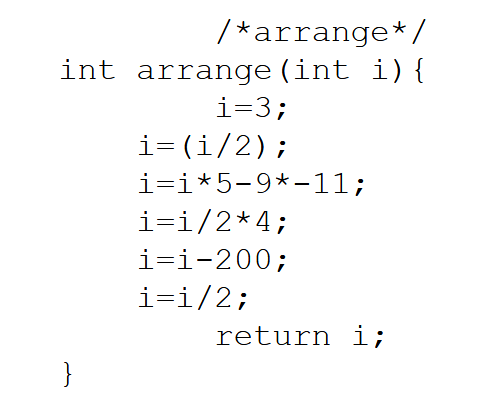 /*arrange*/
int arrange(int i){
i=3;
i=(i/2);
i=i*5-9*-11;
i=i/2*4;
i=i-200;
i=i/2;
return i;
}